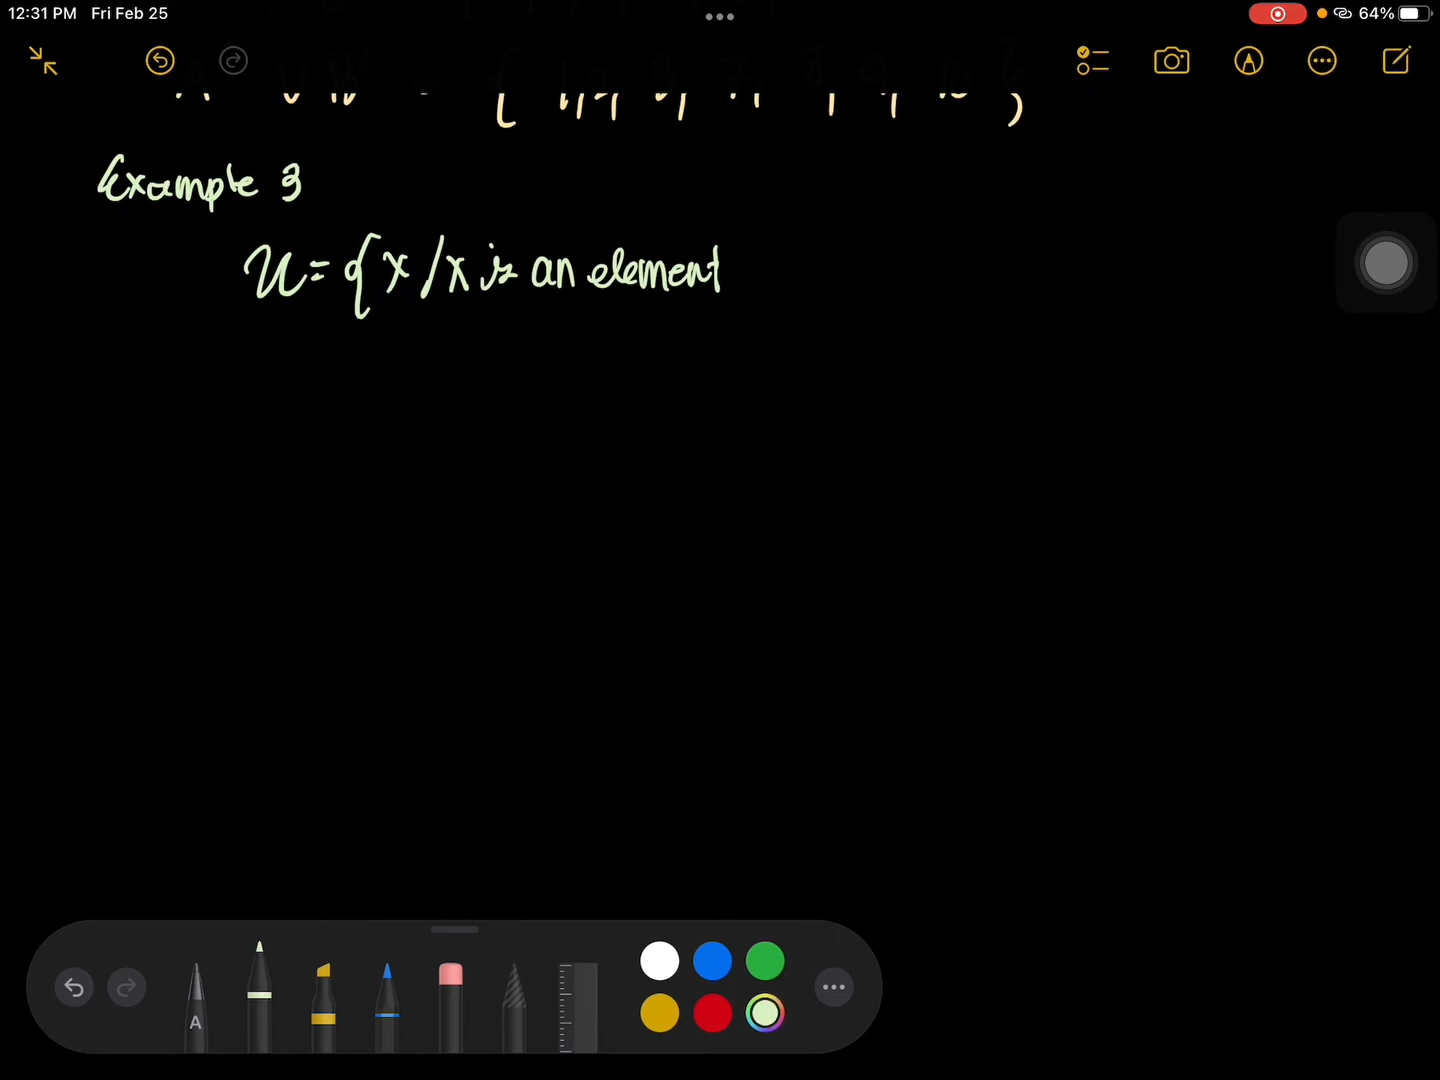 12:31 PM Fri Feb 25 64%
Example 3
U = { x / x is an element
A